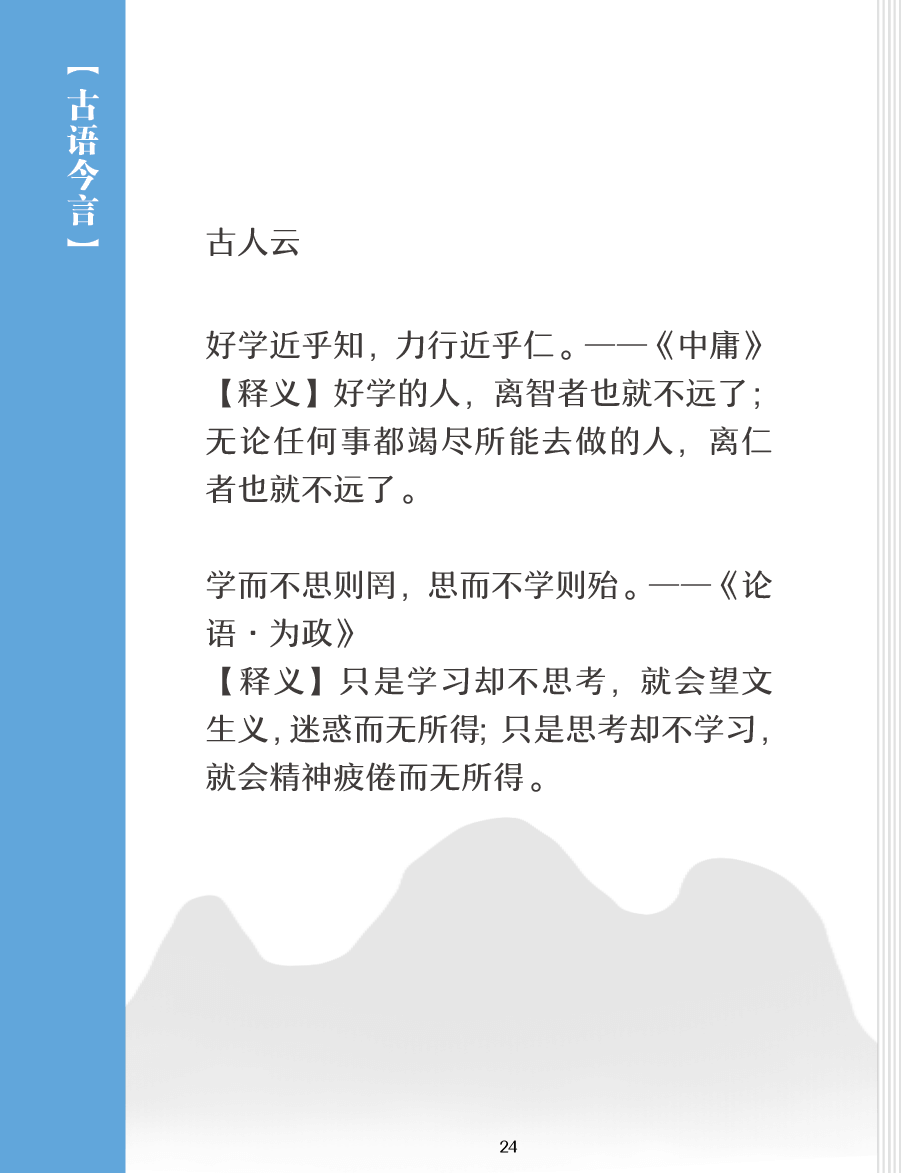 【古语今言】
古人云
好学近乎知，力行近乎仁。——《中庸》
【释义】好学的人，离智者也就不远了；
无论任何事都竭尽所能去做的人，离仁
者也就不远了。
学而不思则罔，思而不学则殆。——《论
语·为政》
【释义】只是学习却不思考，就会望文
生义，迷惑而无所得；只是思考却不学习，
就会精神疲倦而无所得。
24